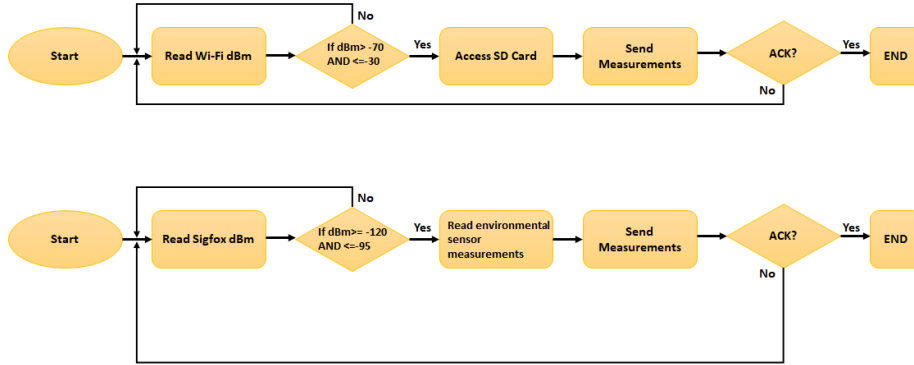 No
Start
Read Wi-Fi dBm
If dBm> -70
AND <=-30
Yes
Access SD Card
Send
Measurements
ACK?
Yes
END
No
No
Start
Read Sigfox dBm
If dBm>= -120
AND <=-95
Yes
Read environmental
sensor
measurements
Send
Measurements
ACK?
Yes
END
No